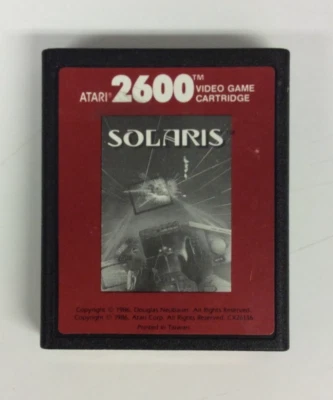 ATARI® 2600™ VIDEO GAME
CARTRIDGE
SOLARIS
Copyright © 1986, Douglas Neubauer. All Rights Reserved.
Copyright © 1986, Atari Corp. All Rights Reserved.
Printed in Taiwan